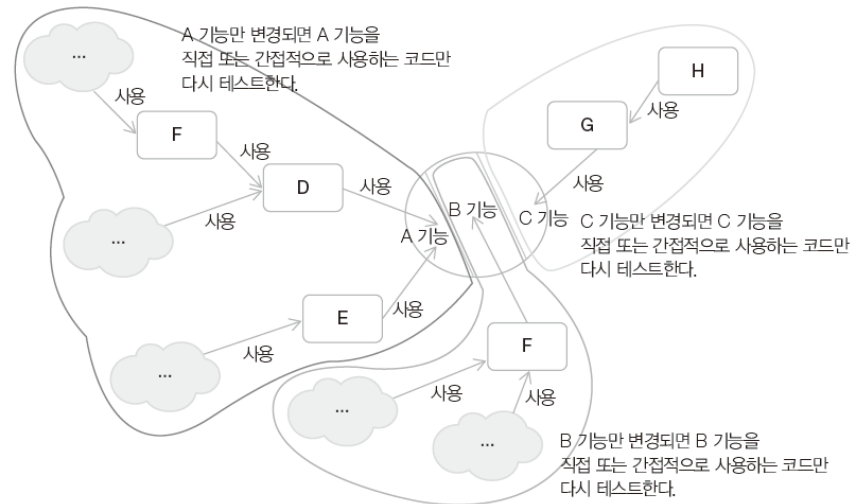 ...
A 기능만 변경되면 A 기능을
직접 또는 간접적으로 사용하는 코드만
다시 테스트한다.
사용
F
사용
D
사용
...
사용
A 기능
B 기능
C 기능
H
사용
G
사용
C 기능만 변경되면 C 기능을
직접 또는 간접적으로 사용하는 코드만
다시 테스트한다.
E
사용
...
사용
F
...
사용
...
사용
B 기능만 변경되면 B 기능을
직접 또는 간접적으로 사용하는 코드만
다시 테스트한다.